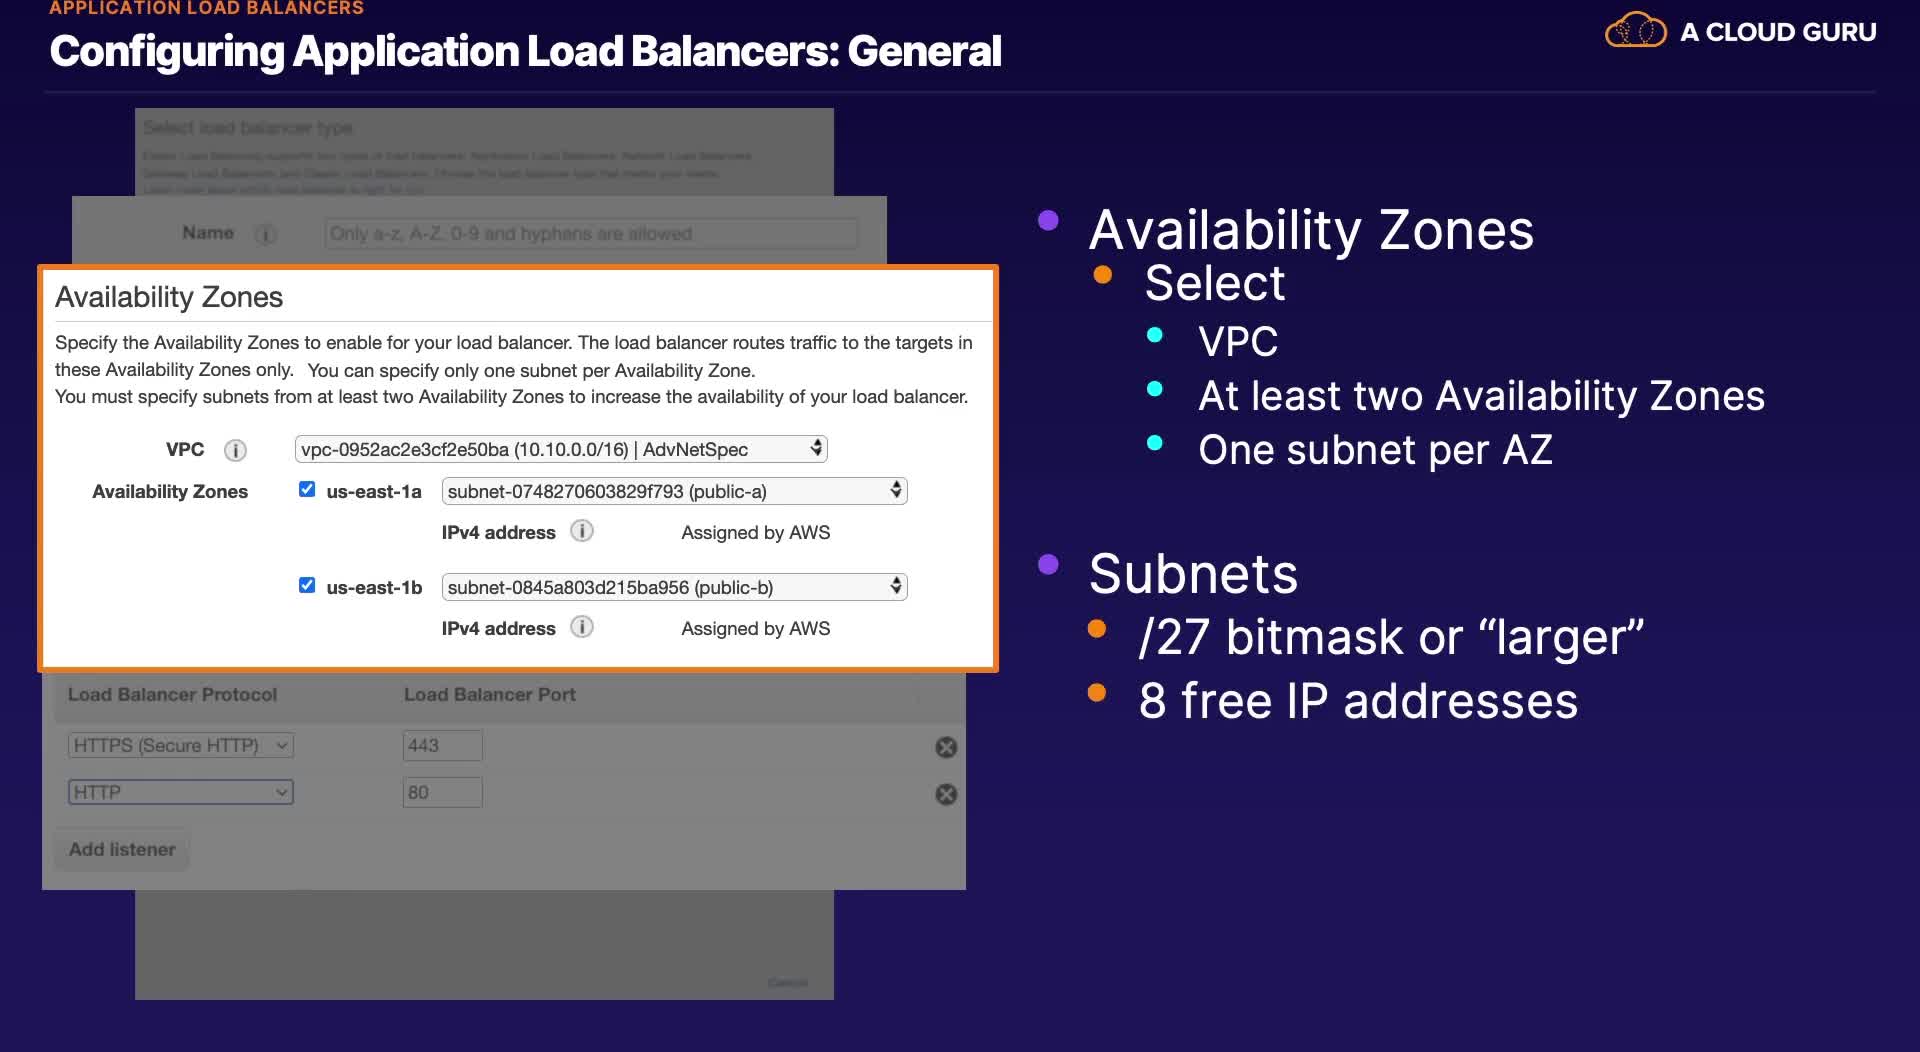 APPLICATION LOAD BALANCERS
Configuring Application Load Balancers: General
A CLOUD GURU
Select load balancer type
Name
Only a-z, A-Z, 0-9 and hyphens are allowed
Availability Zones
Specify the Availability Zones to enable for your load balancer. The load balancer routes traffic to the targets in
these Availability Zones only. You can specify only one subnet per Availability Zone.
You must specify subnets from at least two Availability Zones to increase the availability of your load balancer.
VPC
vpc-0952ac2e3cf2e50ba (10.10.0.0/16) | AdvNetSpec
Availability Zones
us-east-1a
subnet-0748270603829f793 (public-a)
IPv4 address
Assigned by AWS
us-east-1b
subnet-0845a803d215ba956 (public-b)
IPv4 address
Assigned by AWS
Load Balancer Protocol
Load Balancer Port
HTTPS (Secure HTTP)
443
HTTP
80
Add listener
Cancel
Availability Zones
Select
VPC
At least two Availability Zones
One subnet per AZ
Subnets
/27 bitmask or “larger”
8 free IP addresses